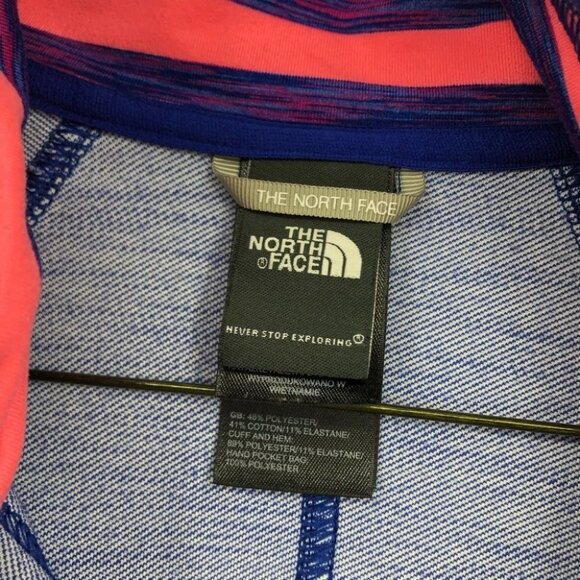 THE NORTH FACE
THE
NORTH
FACE
NEVER STOP EXPLORING
WYPRODUKOWANO W
WIETNAMIE
GB: 48% POLYESTER/
41% COTTON/11% ELASTANE/
CUFF AND HEM:
89% POLYESTER/11% ELASTANE/
HAND POCKET BAG:
100% POLYESTER